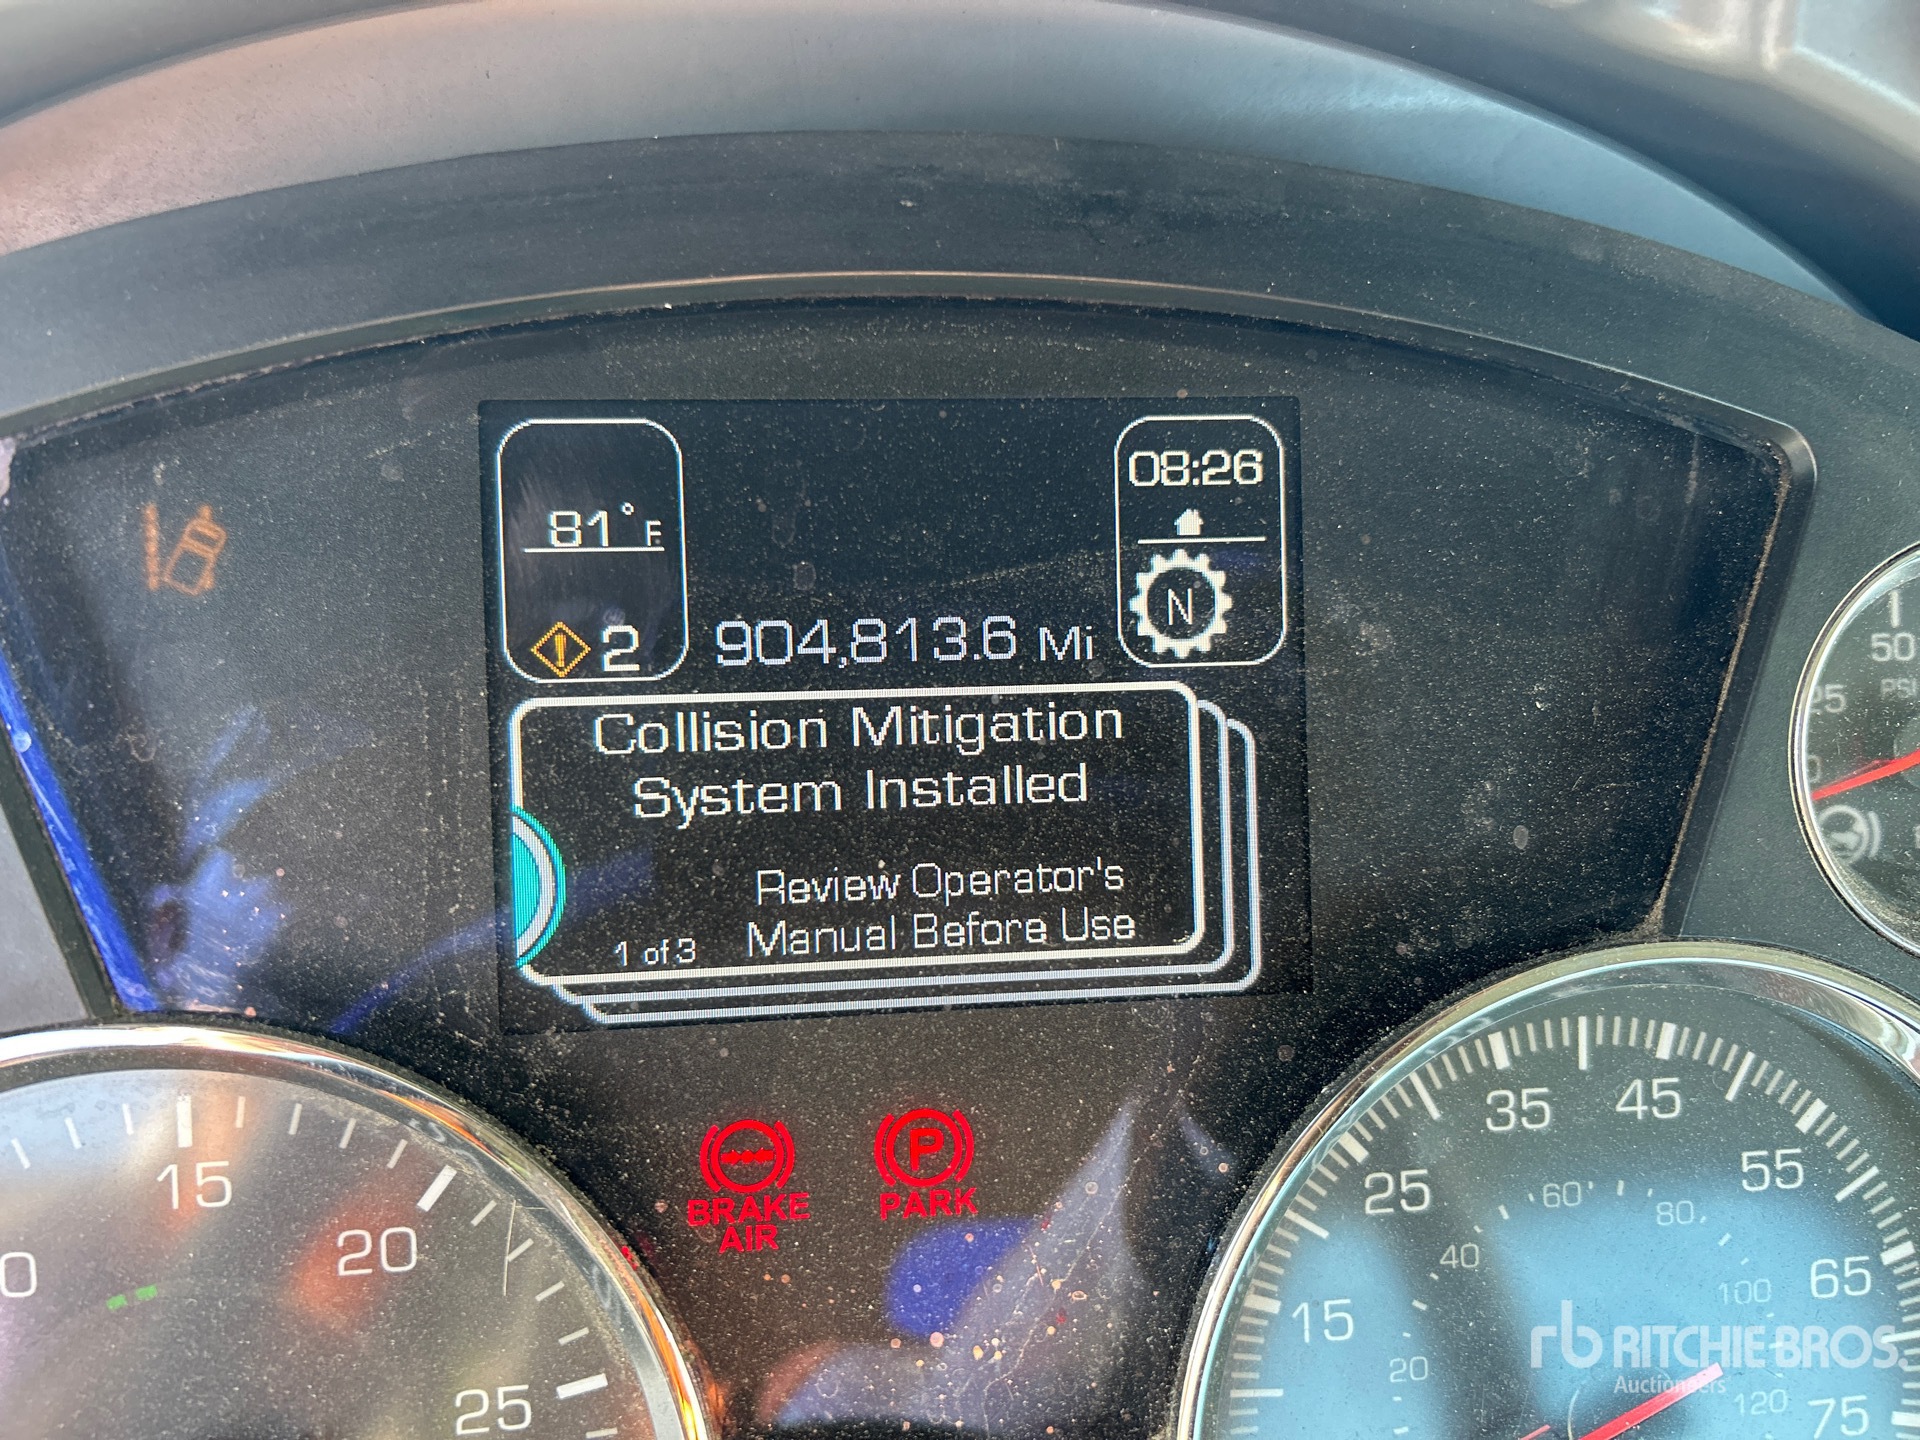 08:26
81°F
N
2
904,813.6 Mi
Collision Mitigation
System Installed
Review Operator's
1 of 3 Manual Before Use
50
PSI
BRAKE
AIR
PARK
15
20
25
15
25
35
45
55
65
75
20
40
60
80
100
120
rb RITCHIE BROS.
Auctioneers